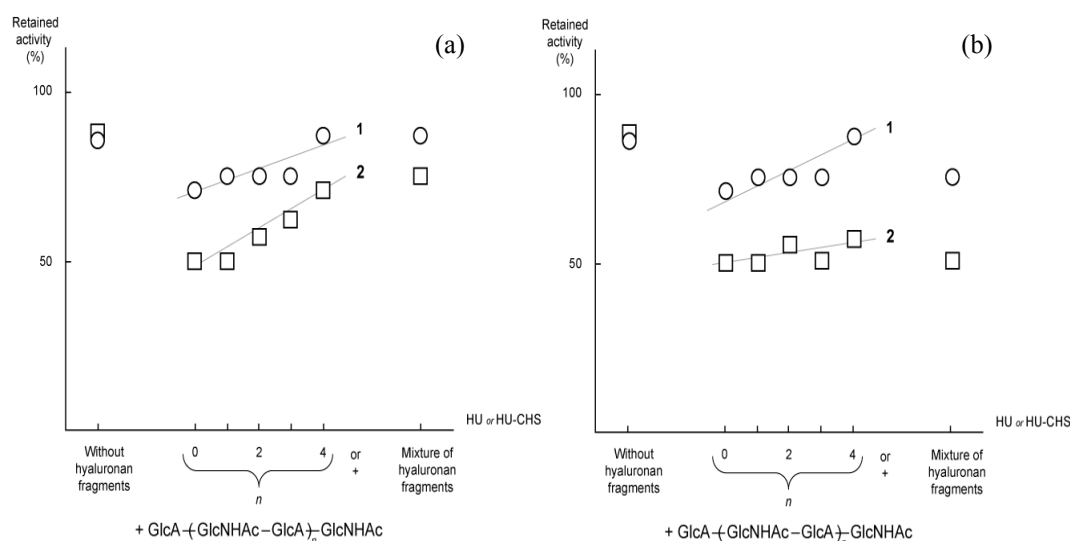 Retained
activity
(%)
(a)
100
1
2
50
HU or HU-CHS
Without
hyaluronan
fragments
0 2 4
or
+
Mixture of
hyaluronan
fragments
n
+ GlcA-(GlcNHAc-GlcA)n-GlcNHAc
Retained
activity
(%)
(b)
100
1
2
50
HU or HU-CHS
Without
hyaluronan
fragments
0 2 4
or
+
Mixture of
hyaluronan
fragments
n
+ GlcA-(GlcNHAc-GlcA)n-GlcNHAc